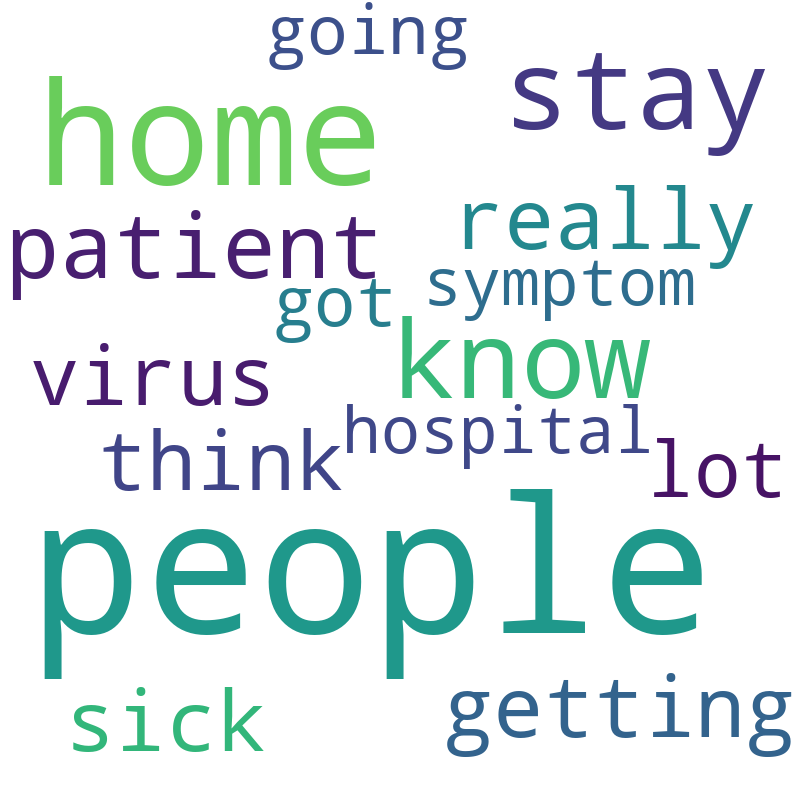 going
stay
home
really
patient
symptom
got
know
virus
hospital
think
lot
people
sick
getting